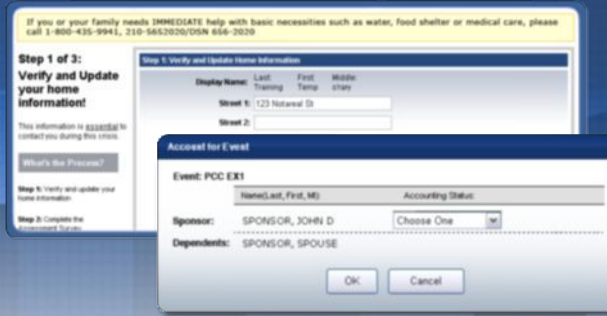 If you or your family needs IMMEDIATE help with basic necessities such as water, food shelter or medical care, please
call 1-800-435-9941, 210-5652020/DSN 656-2020
Step 1 of 3:
Verify and Update
your home
information!
This information is essential to
contact you during this crisis.
What's the Process?
Step 1: Verify and update your
home information
Step 2: Complete the
Assessment Survey
Step 1: Verify and Update Home Information
Display Name: Last First Middle:
Training Temp
Street 1: 123 Notareal St
Street 2:
Account for Event
Event: PCC EX1
Name(Last, First, MI): Accounting Status:
Sponsor: SPONSOR, JOHN D Choose One
Dependents: SPONSOR, SPOUSE
OK Cancel